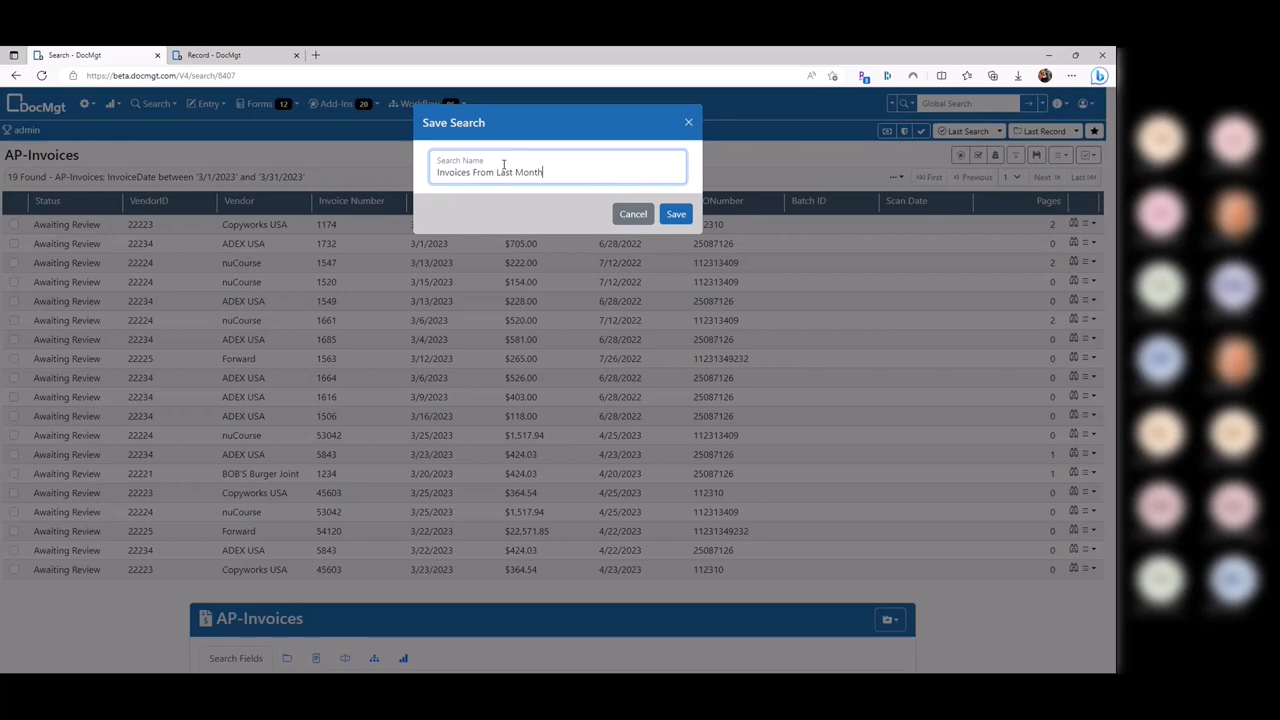 Search - DocMgt
Record - DocMgt
https://beta.docmgt.com/V4/search/8407
DocMgt Search Entry Forms 12 Add-Ins 20 Workflow Global Search
admin Last Search Last Record
AP-Invoices
19 Found - AP-Invoices; InvoiceDate between '3/1/2023' and '3/31/2023' First Previous 1 Next Last
Save Search
Search Name
Invoices From Last Month
Cancel Save
Status VendorID Vendor Invoice Number Batch ID Scan Date Pages
Awaiting Review 22223 Copyworks USA 1174 2
Awaiting Review 22234 ADEX USA 1732 3/1/2023 $705.00 6/28/2022 25087126 0
Awaiting Review 22224 nuCourse 1547 3/13/2023 $222.00 7/12/2022 112313409 2
Awaiting Review 22224 nuCourse 1520 3/15/2023 $154.00 7/12/2022 112313409 0
Awaiting Review 22234 ADEX USA 1549 3/13/2023 $228.00 6/28/2022 25087126 0
Awaiting Review 22224 nuCourse 1661 3/6/2023 $520.00 7/12/2022 112313409 2
Awaiting Review 22234 ADEX USA 1685 3/4/2023 $581.00 6/28/2022 25087126 0
Awaiting Review 22225 Forward 1563 3/12/2023 $265.00 7/26/2022 11231349232 0
Awaiting Review 22234 ADEX USA 1664 3/6/2023 $526.00 6/28/2022 25087126 0
Awaiting Review 22234 ADEX USA 1616 3/9/2023 $403.00 6/28/2022 25087126 0
Awaiting Review 22234 ADEX USA 1506 3/16/2023 $118.00 6/28/2022 25087126 0
Awaiting Review 22224 nuCourse 53042 3/25/2023 $1,517.94 4/25/2023 112313409 0
Awaiting Review 22234 ADEX USA 5843 3/22/2023 $424.03 4/22/2023 25087126 1
Awaiting Review 22221 BOB'S Burger Joint 1234 3/20/2023 $424.03 4/20/2023 25087126 1
Awaiting Review 22223 Copyworks USA 45603 3/25/2023 $364.54 4/25/2023 112310 0
Awaiting Review 22224 nuCourse 53042 3/25/2023 $1,517.94 4/25/2023 112313409 0
Awaiting Review 22225 Forward 54120 3/22/2023 $22,571.85 4/22/2023 11231349232 0
Awaiting Review 22234 ADEX USA 5843 3/22/2023 $424.03 4/22/2023 25087126 0
Awaiting Review 22223 Copyworks USA 45603 3/23/2023 $364.54 4/23/2023 112310 0
AP-Invoices
Search Fields